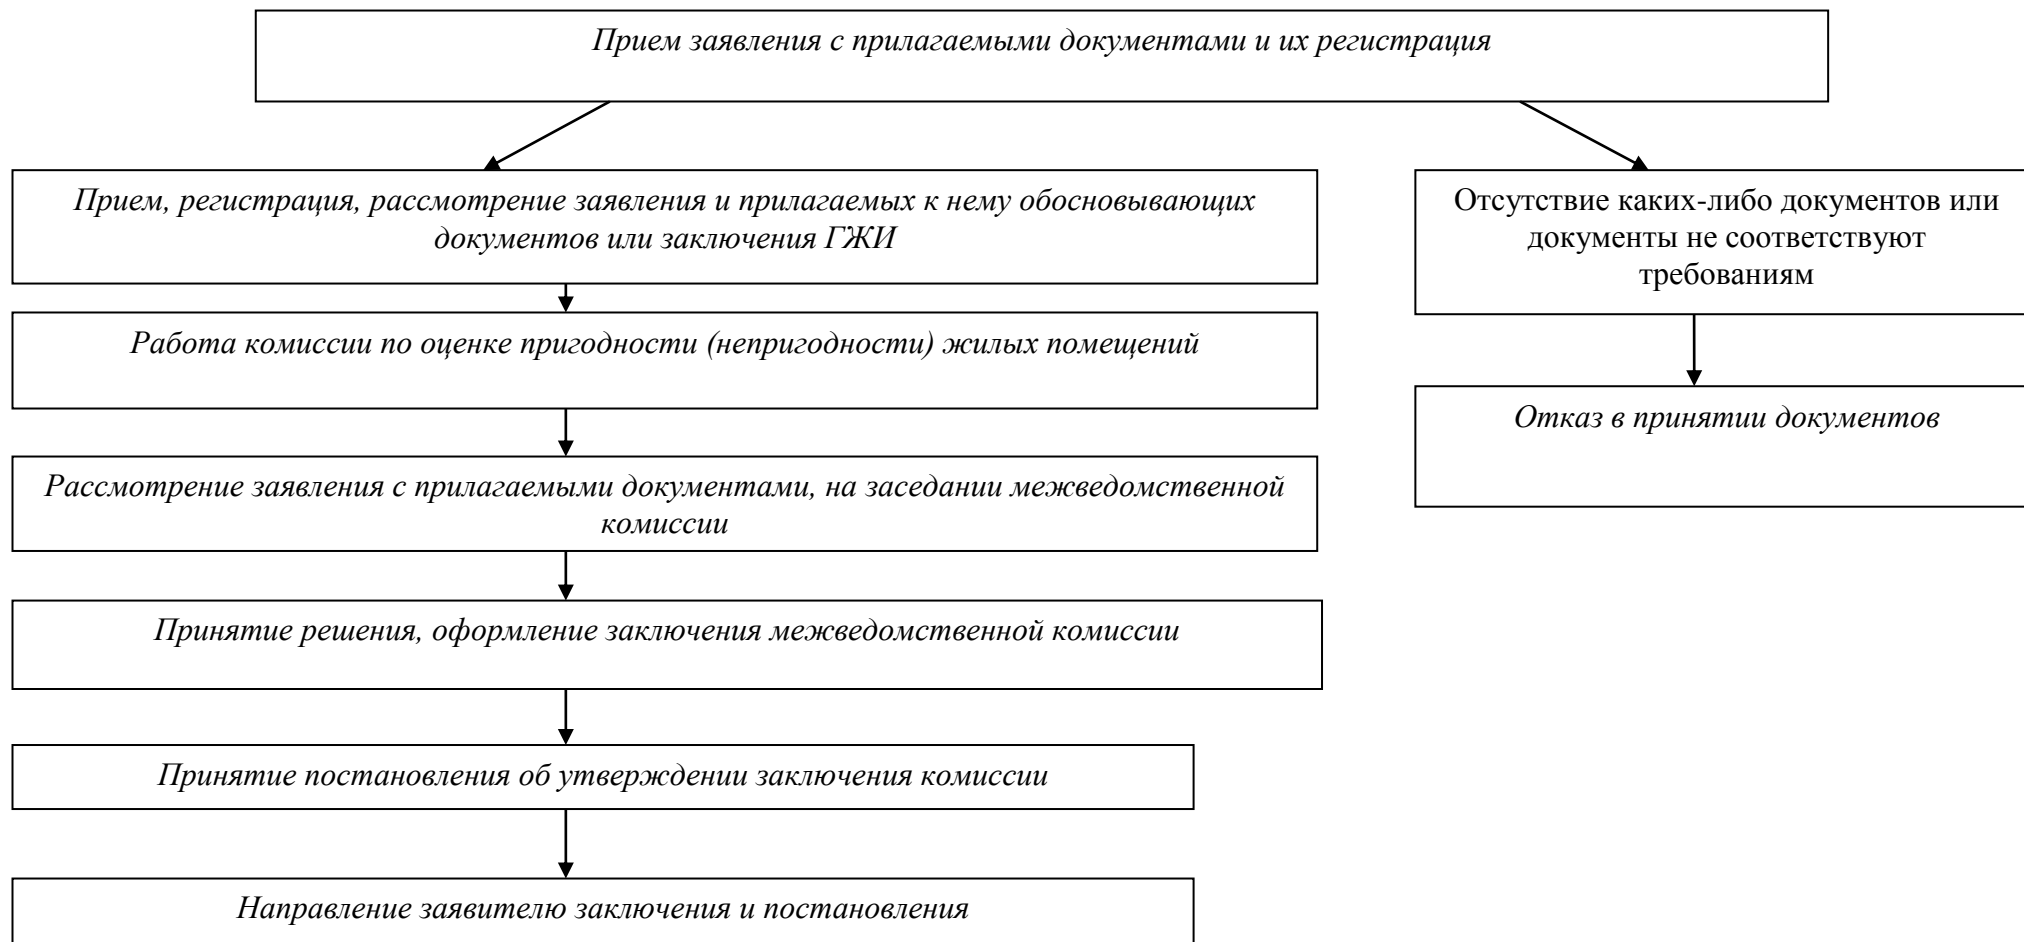 Прием заявления с прилагаемыми документами и их регистрация
Прием, регистрация, рассмотрение заявления и прилагаемых к нему обосновывающих
документов или заключения ГЖИ
Отсутствие каких-либо документов или
документы не соответствуют
требованиям
Работа комиссии по оценке пригодности (непригодности) жилых помещений
Отказ в принятии документов
Рассмотрение заявления с прилагаемыми документами, на заседании межведомственной
комиссии
Принятие решения, оформление заключения межведомственной комиссии
Принятие постановления об утверждении заключения комиссии
Направление заявителю заключения и постановления